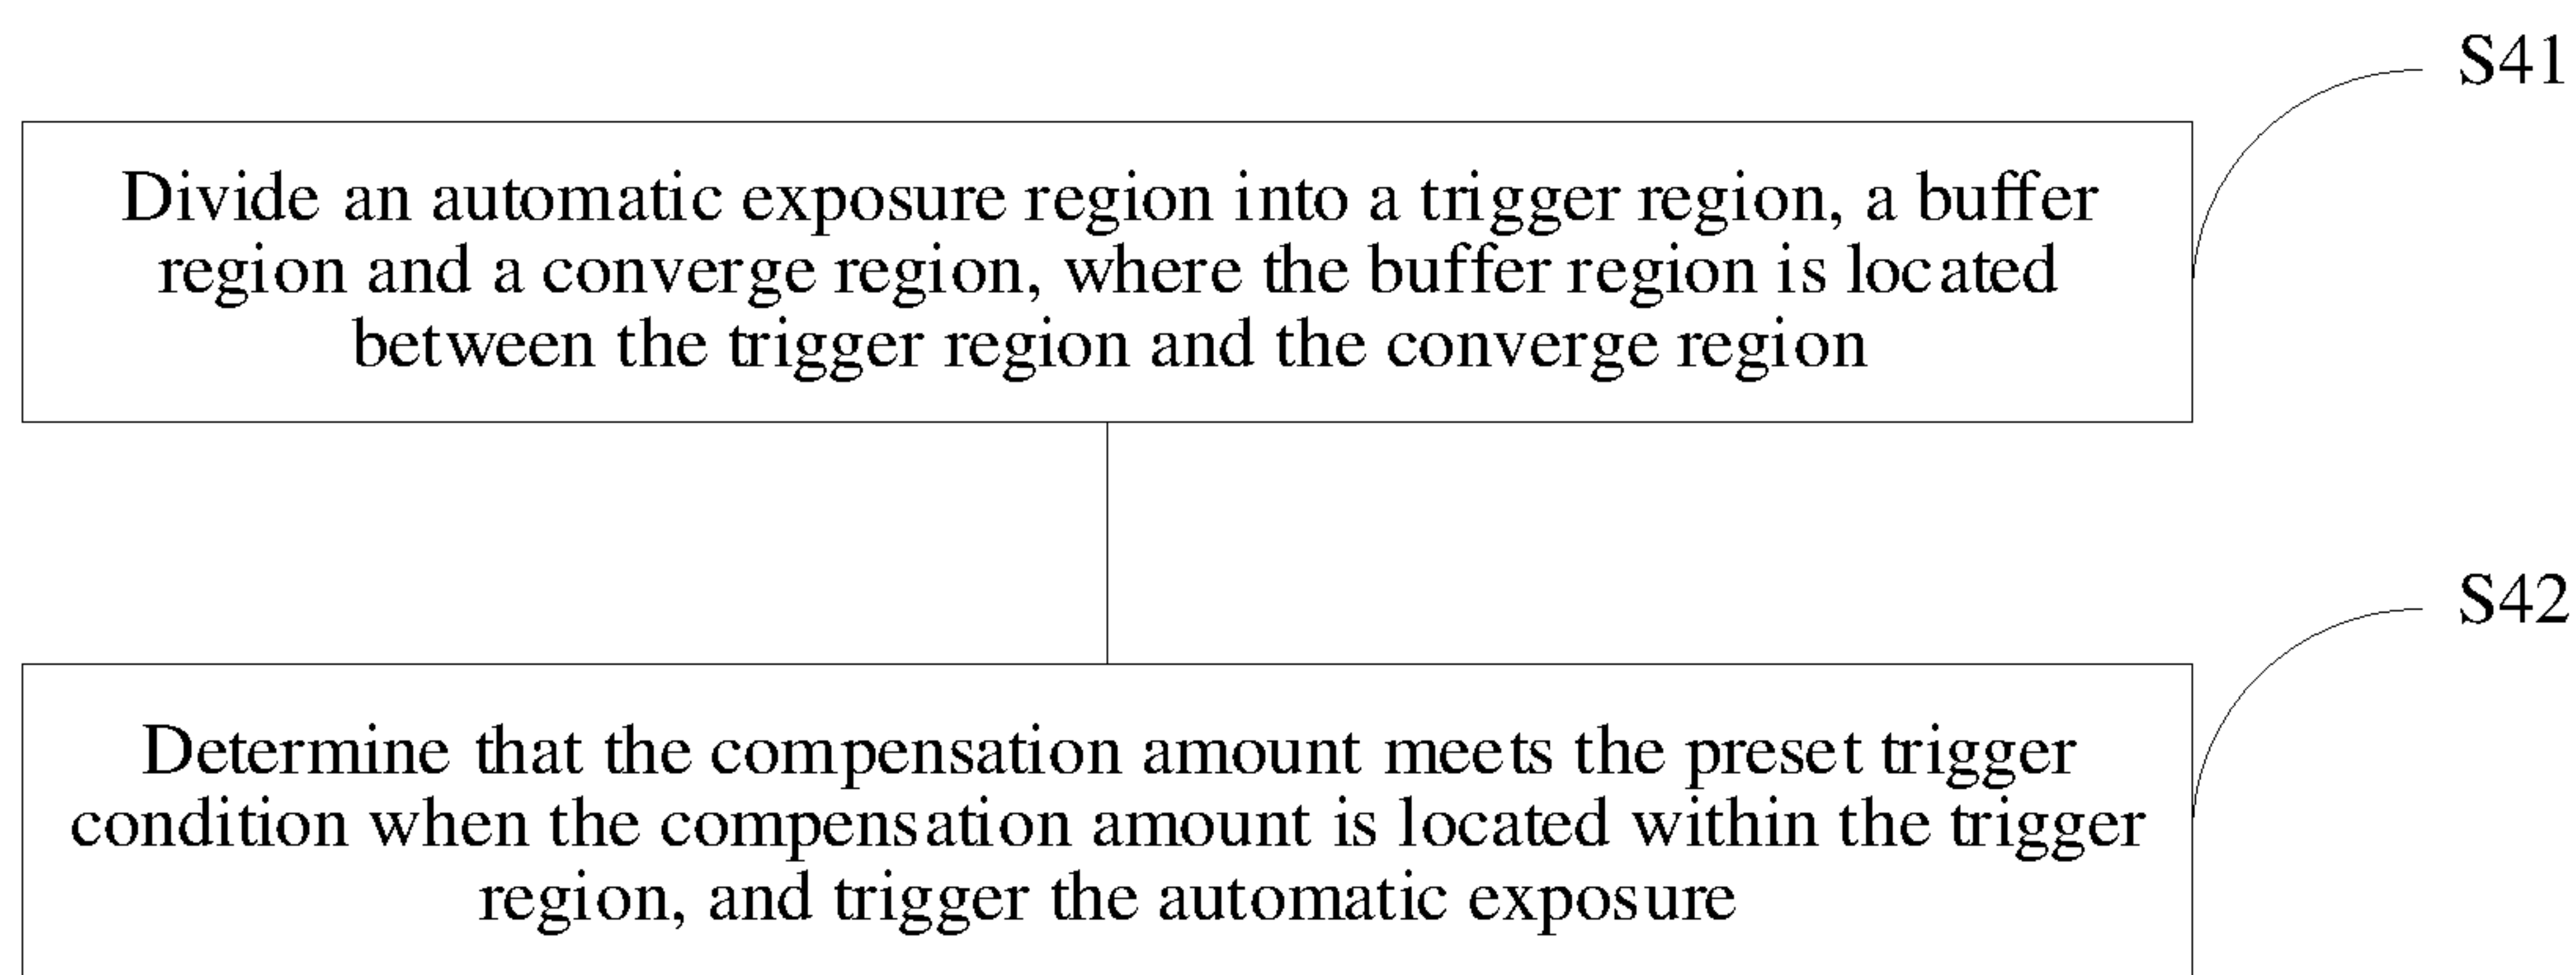 S41
Divide an automatic exposure region into a trigger region, a buffer
region and a converge region, where the buffer region is located
between the trigger region and the converge region
S42
Determine that the compensation amount meets the preset trigger
condition when the compensation amount is located within the trigger
region, and trigger the automatic exposure